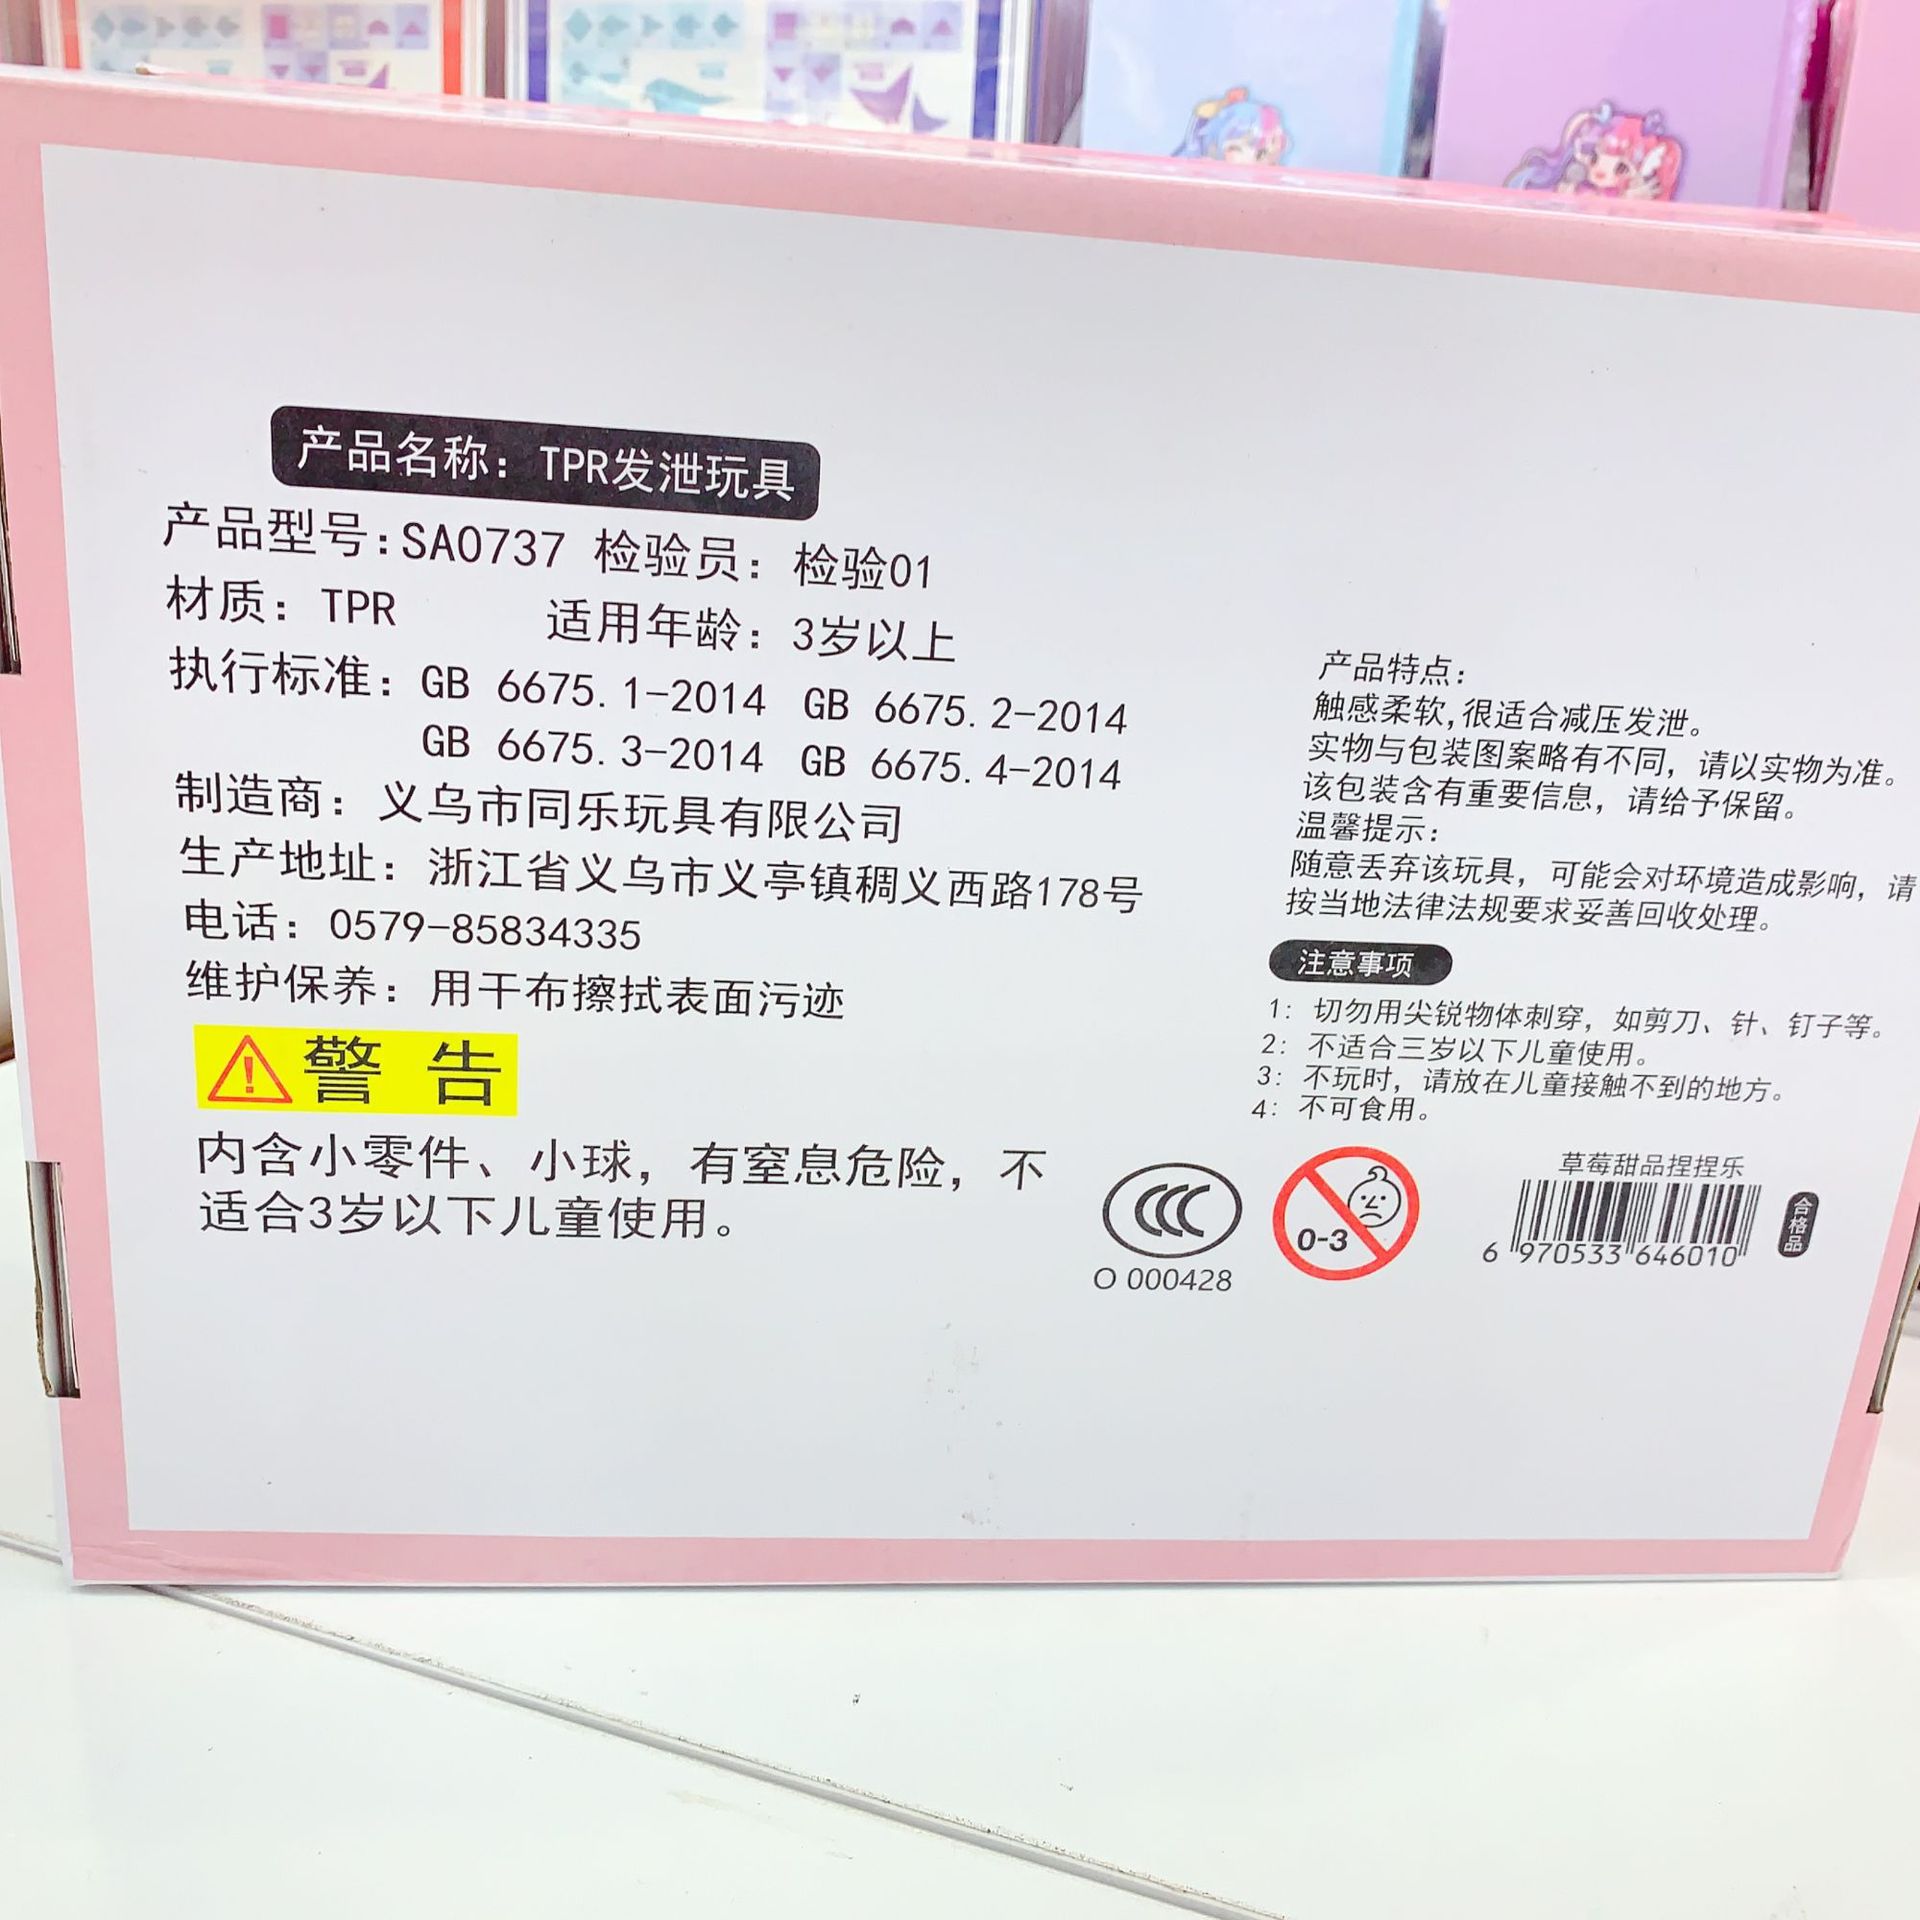 产品名称：TPR发泄玩具
产品型号:SA0737 检验员：检验01
材质：TPR 适用年龄：3岁以上
执行标准：GB 6675.1-2014 GB 6675.2-2014
GB 6675.3-2014 GB 6675.4-2014
制造商：义乌市同乐玩具有限公司
生产地址：浙江省义乌市义亭镇稠义西路178号
电话：0579-85834335
维护保养：用干布擦拭表面污迹
警 告
内含小零件、小球，有窒息危险，不
适合3岁以下儿童使用。
产品特点：
触感柔软,很适合减压发泄。
实物与包装图案略有不同，请以实物为准。
该包装含有重要信息，请给予保留。
温馨提示：
随意丢弃该玩具，可能会对环境造成影响，请
按当地法律法规要求妥善回收处理。
注意事项
1：切勿用尖锐物体刺穿，如剪刀、针、钉子等。
2：不适合三岁以下儿童使用。
3：不玩时，请放在儿童接触不到的地方。
4：不可食用。
CCC
O 000428
0-3
草莓甜品捏捏乐
6 970533 646010
合格品